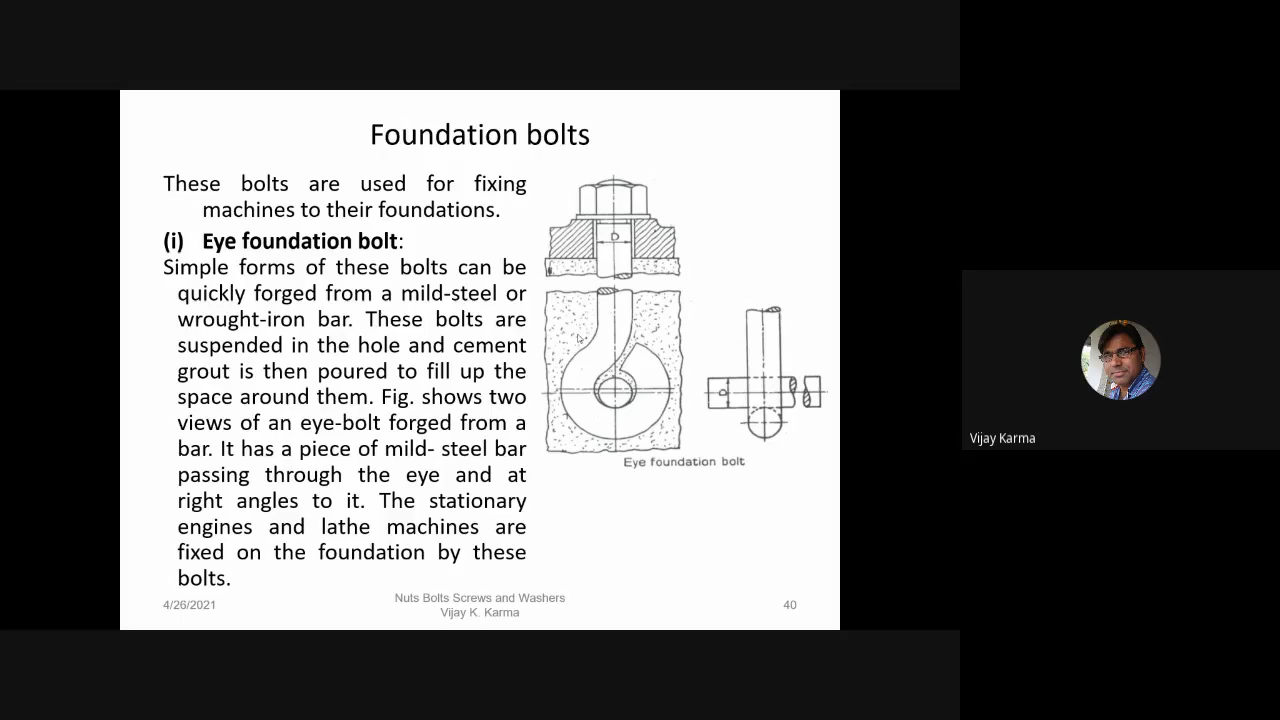 Foundation bolts
These bolts are used for fixing
machines to their foundations.
(i) Eye foundation bolt:
Simple forms of these bolts can be
quickly forged from a mild-steel or
wrought-iron bar. These bolts are
suspended in the hole and cement
grout is then poured to fill up the
space around them. Fig. shows two
views of an eye-bolt forged from a
bar. It has a piece of mild- steel bar
passing through the eye and at
right angles to it. The stationary
engines and lathe machines are
fixed on the foundation by these
bolts.
D
D
Eye foundation bolt
4/26/2021
Nuts Bolts Screws and Washers
Vijay K. Karma
40
Vijay Karma